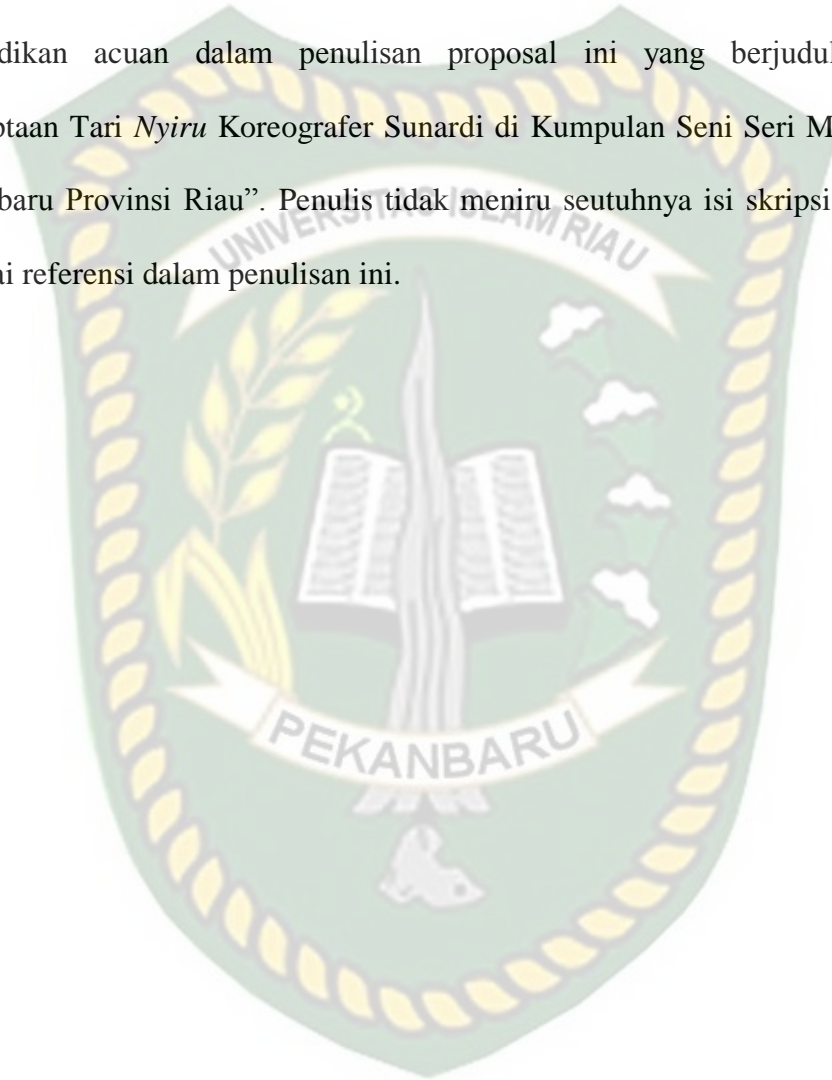 dikan acuan dalam penulisan proposal ini yang berjudul
ptaan Tari Nyiru Koreografer Sunardi di Kumpulan Seni Seri M
baru Provinsi Riau”. Penulis tidak meniru seutuhnya isi skripsi
ai referensi dalam penulisan ini.
UNIVERSITAS ISLAM RIAU
PEKANBARU